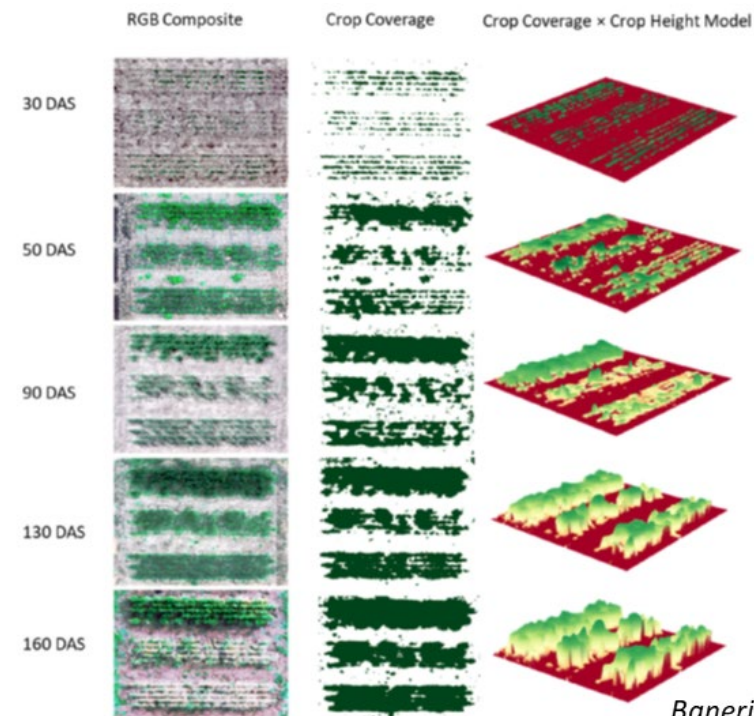 RGB Composite Crop Coverage Crop Coverage × Crop Height Model
30 DAS
50 DAS
90 DAS
130 DAS
160 DAS